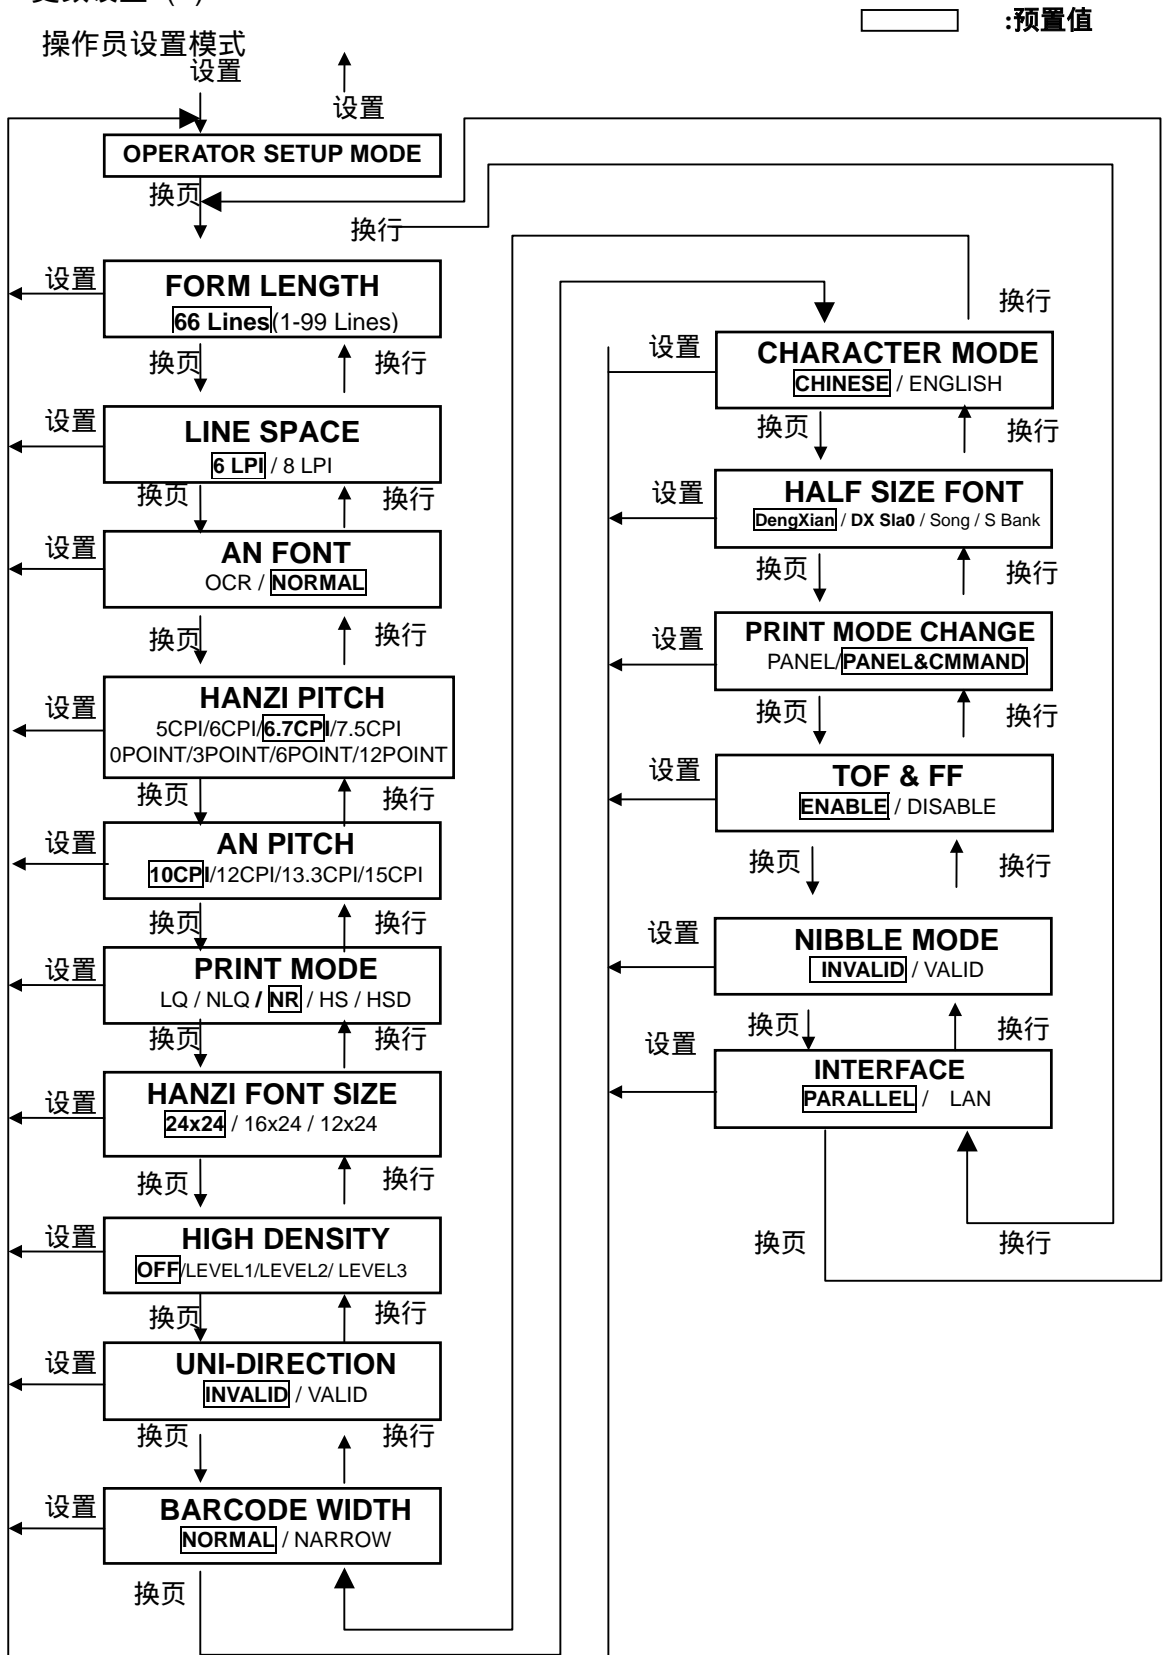 :预置值
操作员设置模式
设置
设置
OPERATOR SETUP MODE
换页
换行
设置
FORM LENGTH
66 Lines(1-99 Lines)
换页
换行
设置
LINE SPACE
6 LPI / 8 LPI
换页
换行
设置
AN FONT
OCR / NORMAL
换页
换行
设置
HANZI PITCH
5CPI/6CPI/6.7CPI/7.5CPI
0POINT/3POINT/6POINT/12POINT
换页
换行
设置
AN PITCH
10CPI/12CPI/13.3CPI/15CPI
换页
换行
设置
PRINT MODE
LQ / NLQ / NR / HS / HSD
换页
换行
设置
HANZI FONT SIZE
24x24 / 16x24 / 12x24
换页
换行
设置
HIGH DENSITY
OFF/LEVEL1/LEVEL2/ LEVEL3
换页
换行
设置
UNI-DIRECTION
INVALID / VALID
换页
换行
设置
BARCODE WIDTH
NORMAL / NARROW
换页
换行
设置
CHARACTER MODE
CHINESE / ENGLISH
换页
换行
设置
HALF SIZE FONT
DengXian / DX Sla0 / Song / S Bank
换页
换行
设置
PRINT MODE CHANGE
PANEL/PANEL&CMMAND
换页
换行
设置
TOF & FF
ENABLE / DISABLE
换页
换行
设置
NIBBLE MODE
INVALID / VALID
换页
换行
设置
INTERFACE
PARALLEL / LAN
换页
换行